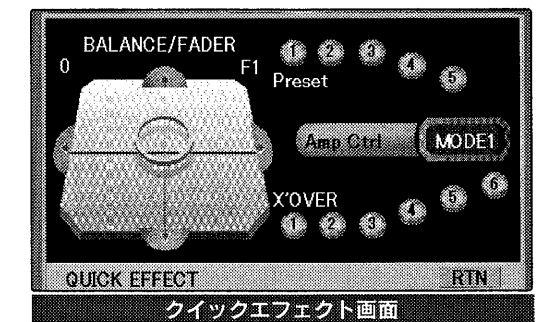 BALANCE/FADER
0 F1
1 2 3 4 5
Preset
Amp Ctrl MODE1
X'OVER
1 2 3 4 5 6
QUICK EFFECT RTN
クイックエフェクト画面